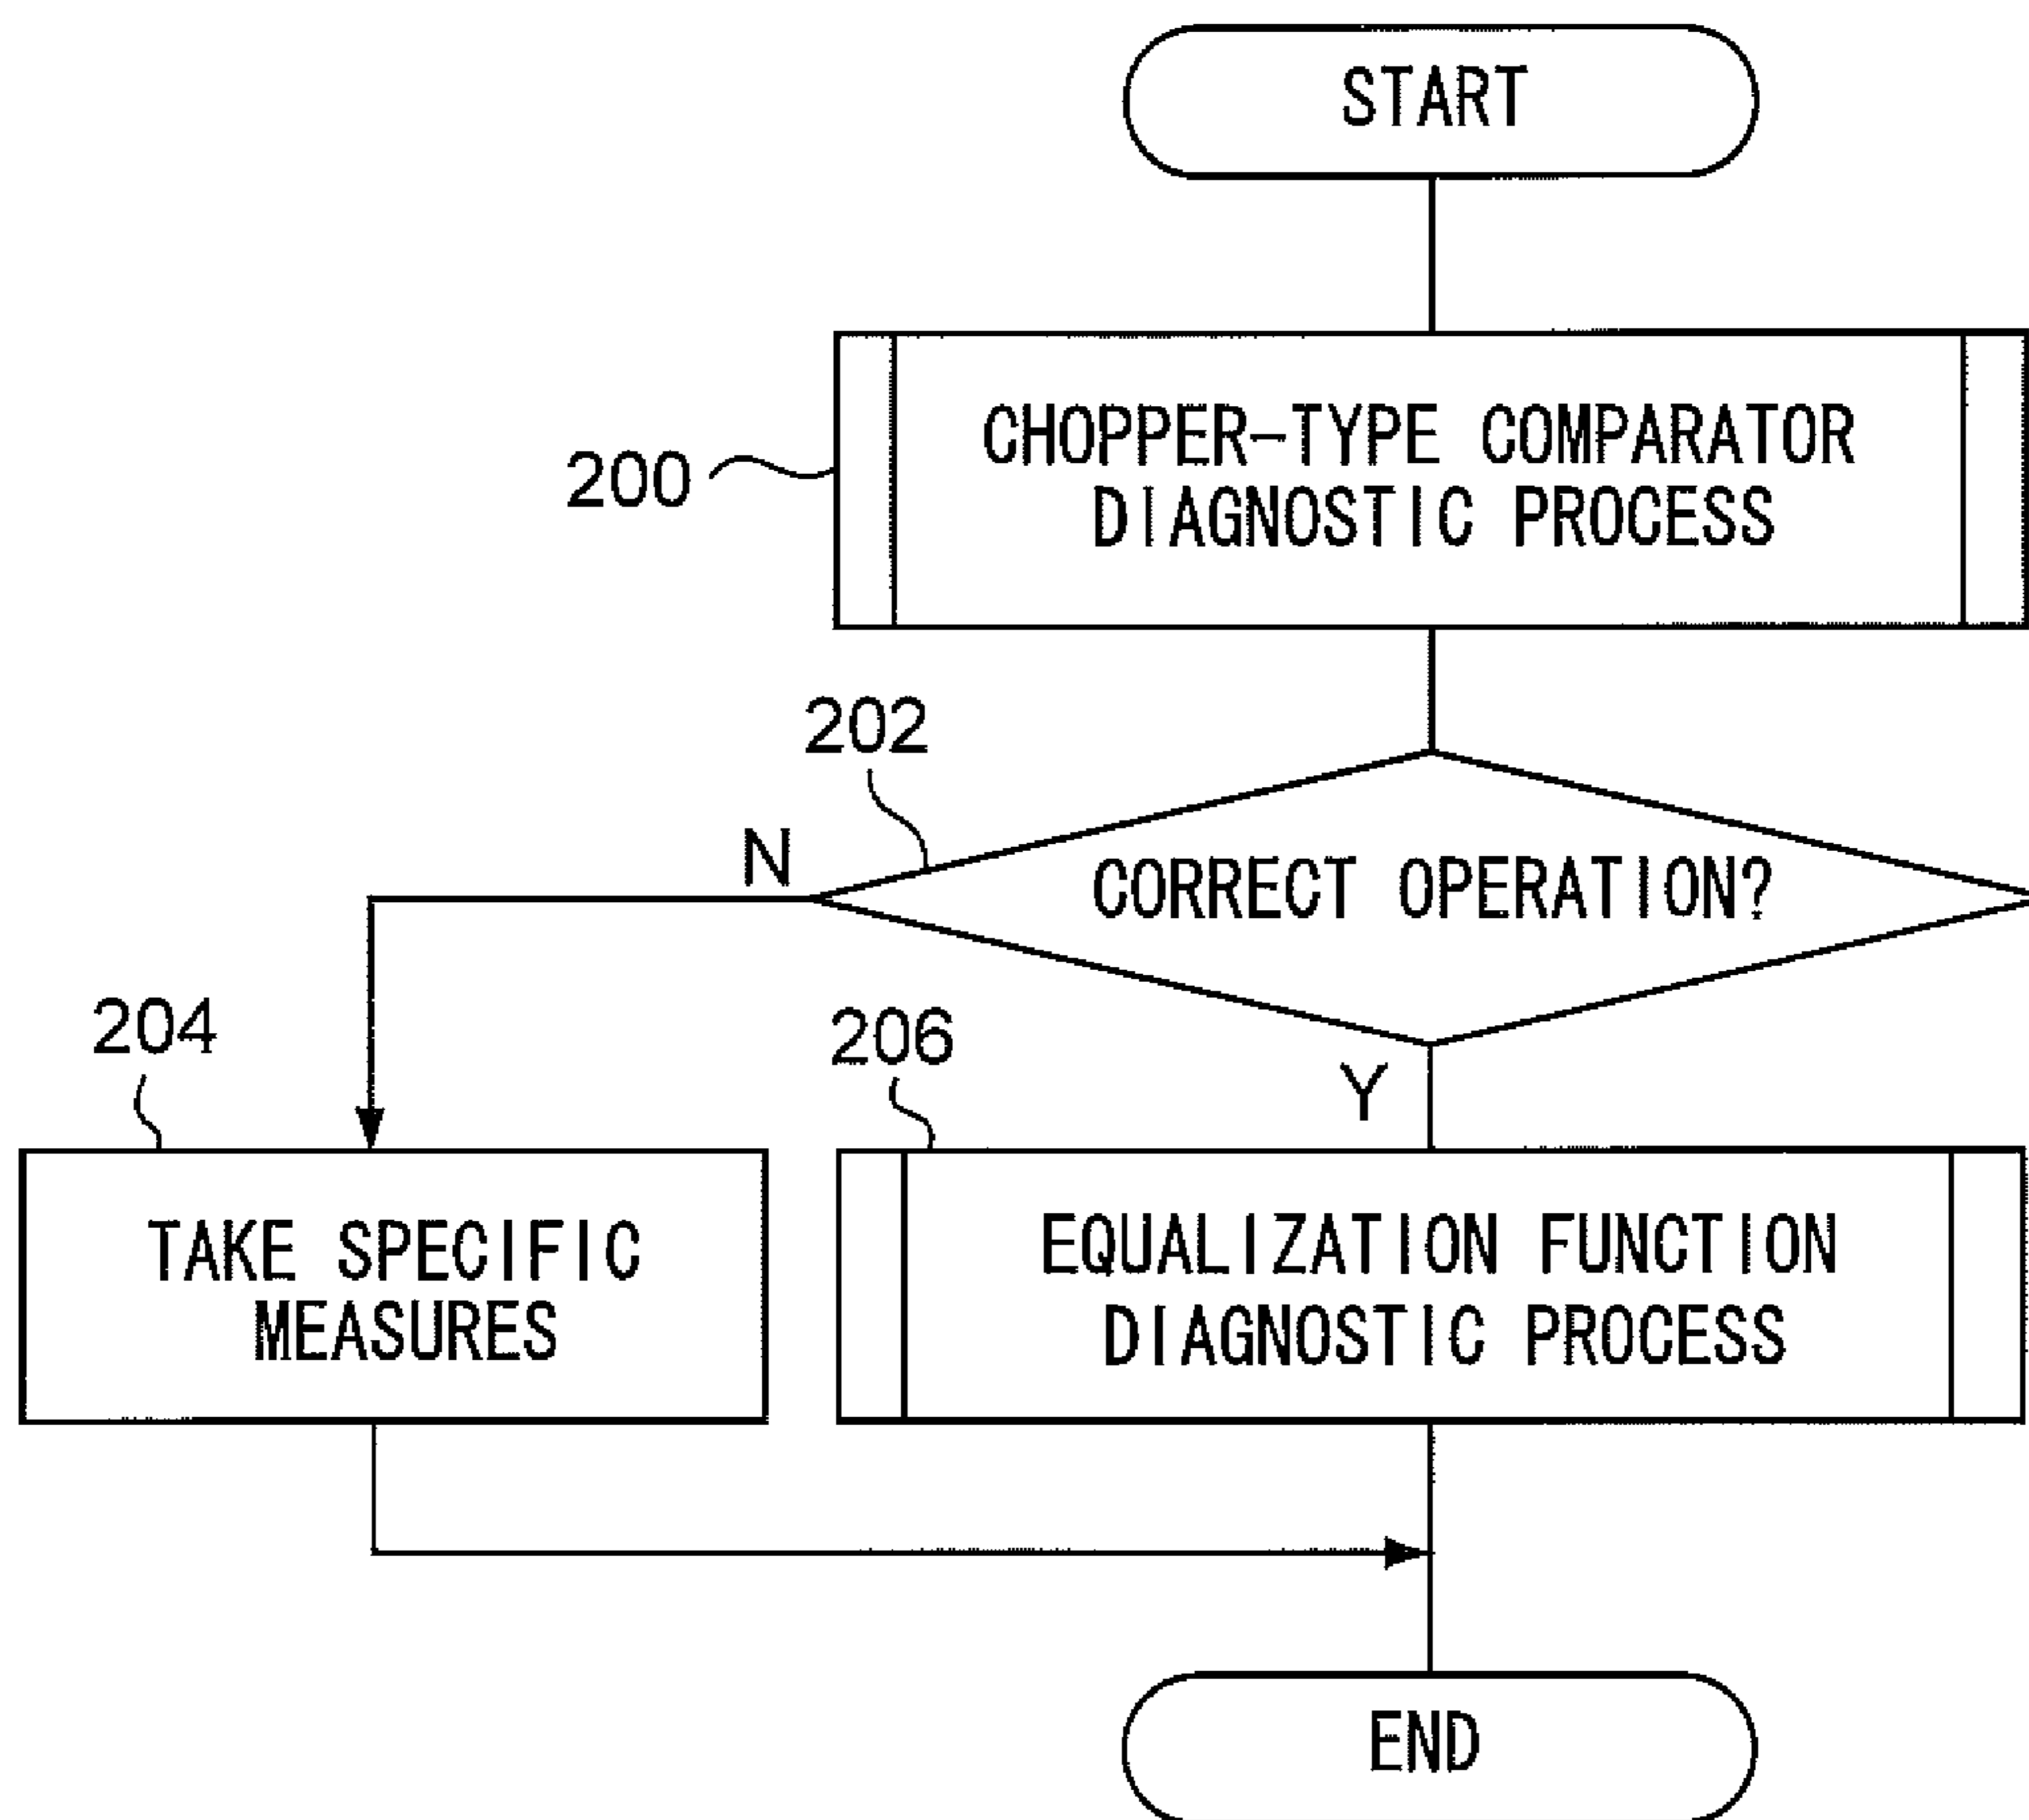 START
200
CHOPPER-TYPE COMPARATOR
DIAGNOSTIC PROCESS
202
N
CORRECT OPERATION?
204
206
Y
TAKE SPECIFIC
MEASURES
EQUALIZATION FUNCTION
DIAGNOSTIC PROCESS
END